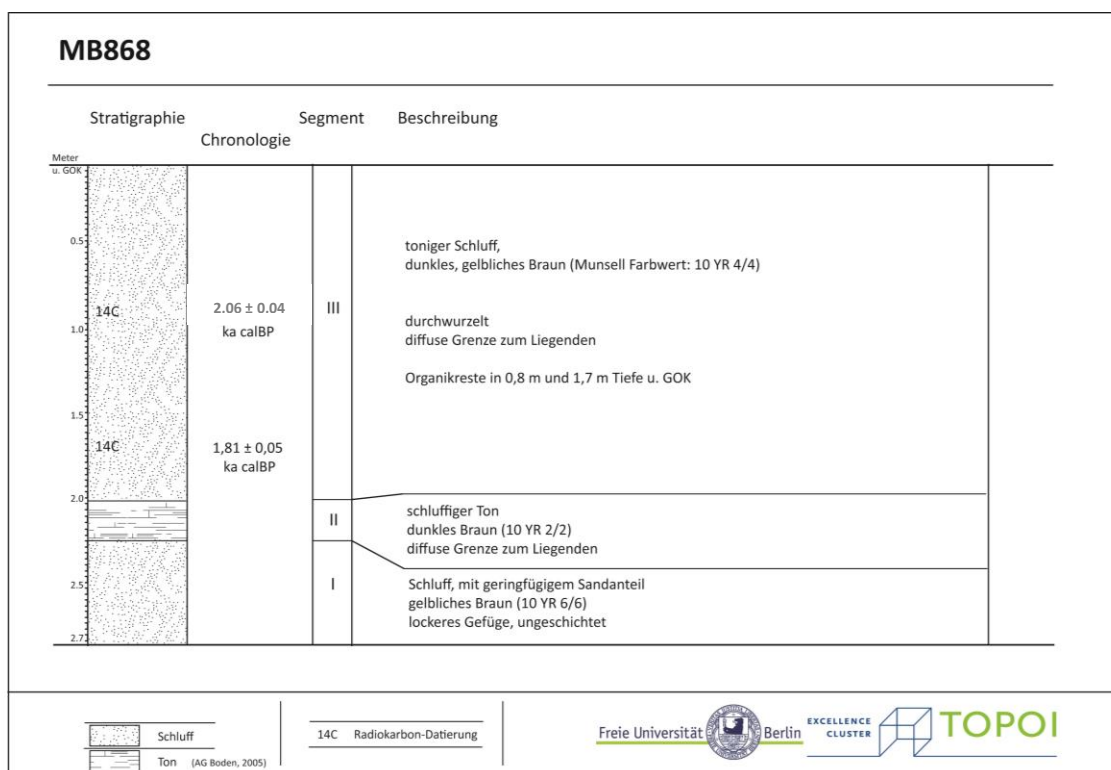 MB868
Stratigraphie
Chronologie
Segment
Beschreibung
Meter
u. GOK
0.5
1.0
1.5
2.0
2.5
2.7
14C
14C
2.06 ± 0.04
ka calBP
1,81 ± 0,05
ka calBP
III
II
I
toniger Schluff,
dunkles, gelbliches Braun (Munsell Farbwert: 10 YR 4/4)
durchwurzelt
diffuse Grenze zum Liegenden
Organikreste in 0,8 m und 1,7 m Tiefe u. GOK
schluffiger Ton
dunkles Braun (10 YR 2/2)
diffuse Grenze zum Liegenden
Schluff, mit geringfügigem Sandanteil
gelbliches Braun (10 YR 6/6)
lockeres Gefüge, ungeschichtet
Schluff
Ton (AG Boden, 2005)
14C Radiokarbon-Datierung
Freie Universität Berlin
EXCELLENCE
CLUSTER
TOPOI